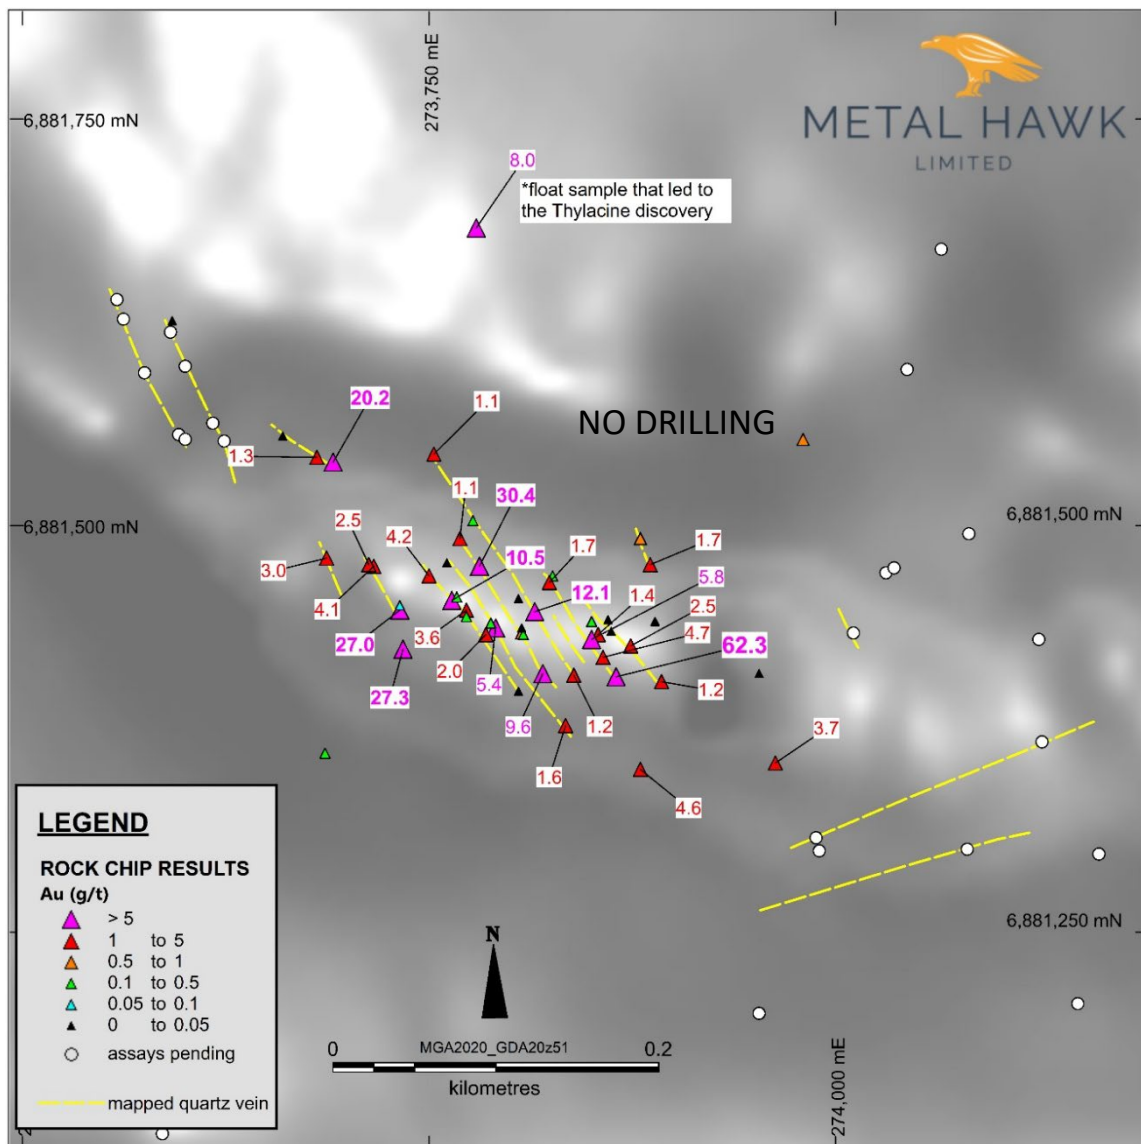 273,750 mE
METAL HAWK
LIMITED
6,881,750 mN
8.0
*float sample that led to
the Thylacine discovery
20.2
1.1
NO DRILLING
1.3
1.1
30.4
6,881,500 mN
6,881,500 mN
2.5
4.2
10.5
1.7
1.7
3.0
4.1
12.1
5.8
1.4
2.5
27.0
3.6
4.7
62.3
2.0
5.4
27.3
1.2
9.6
1.2
3.7
1.6
4.6
LEGEND
ROCK CHIP RESULTS
Au (g/t)
> 5
1 to 5
0.5 to 1
0.1 to 0.5
0.05 to 0.1
0 to 0.05
assays pending
mapped quartz vein
6,881,250 mN
N
0 MGA2020_GDA20z51 0.2
kilometres
274,000 mE